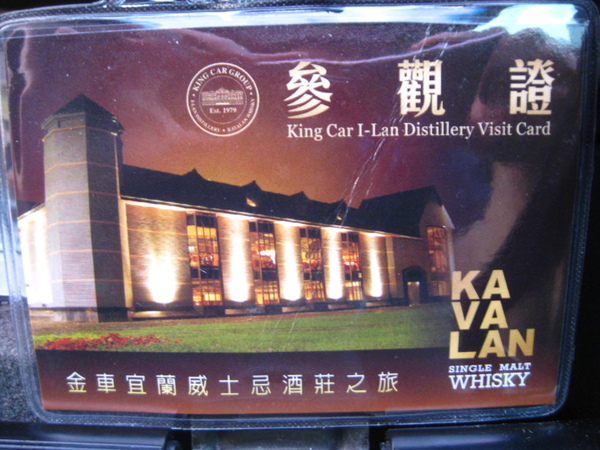 參觀證
King Car I-Lan Distillery Visit Card
KING CAR GROUP
Est. 1979
KA
VA
LAN
SINGLE MALT
WHISKY
金車宜蘭威士忌酒莊之旅